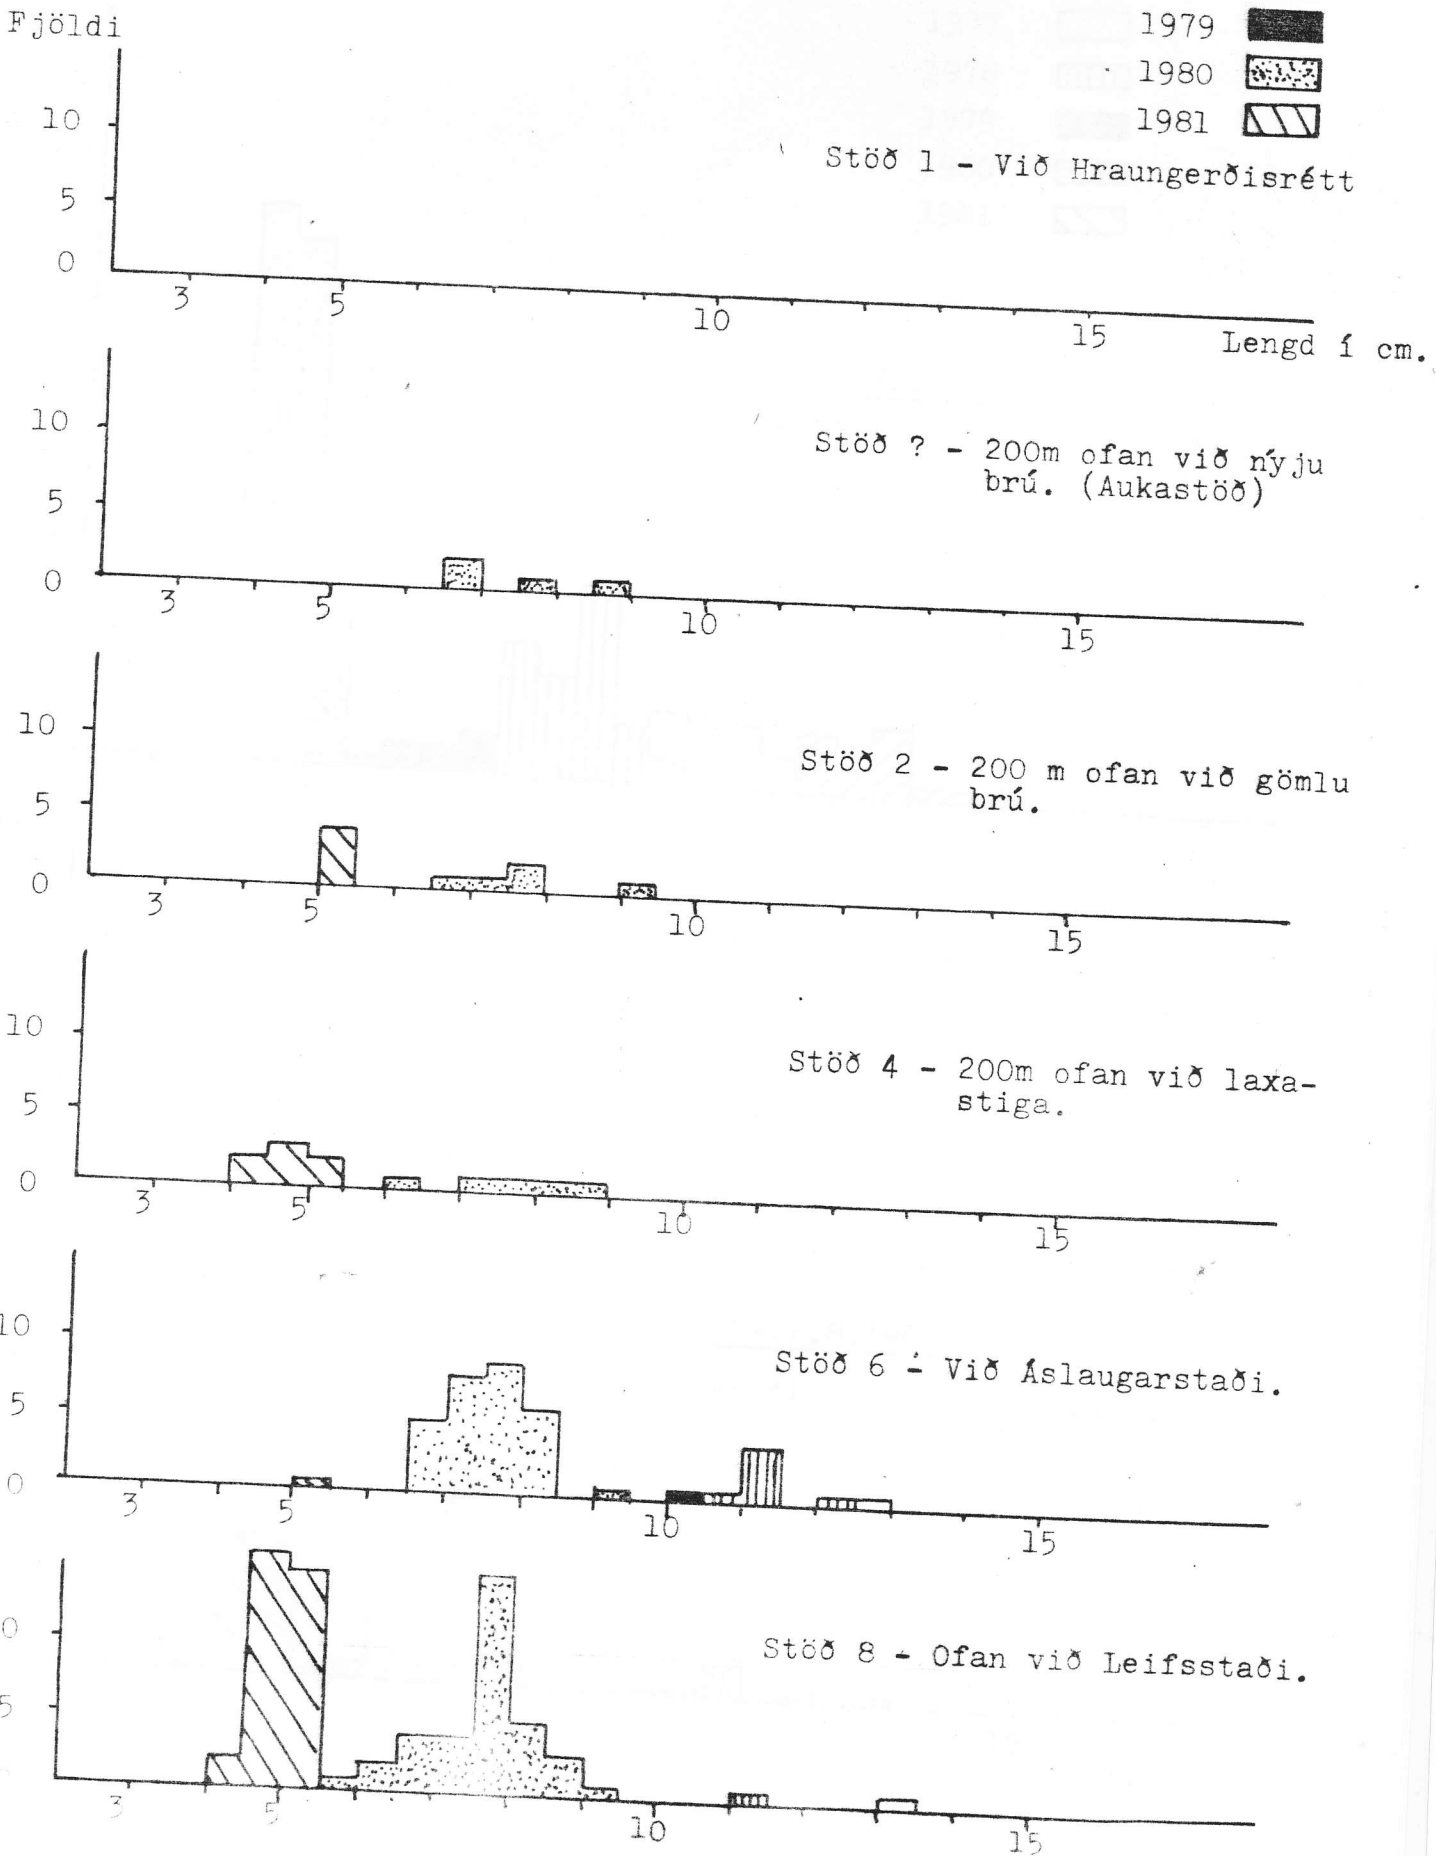 Fjöldi
1979
1980
1981
Stöð 1 - Við Hraungerðisrétt
10
5
0
3 5 10 15
Lengd í cm.
Stöð ? - 200m ofan við nýju
brú. (Aukastöð)
10
5
0
3 5 10 15
Stöð 2 - 200 m ofan við gömlu
brú.
10
5
0
3 5 10 15
Stöð 4 - 200m ofan við laxa-
stiga.
10
5
0
3 5 10 15
Stöð 6 - Við Áslaugarstaði.
10
5
0
3 5 10 15
Stöð 8 - Ofan við Leifsstaði.
0
5
3 5 10 15